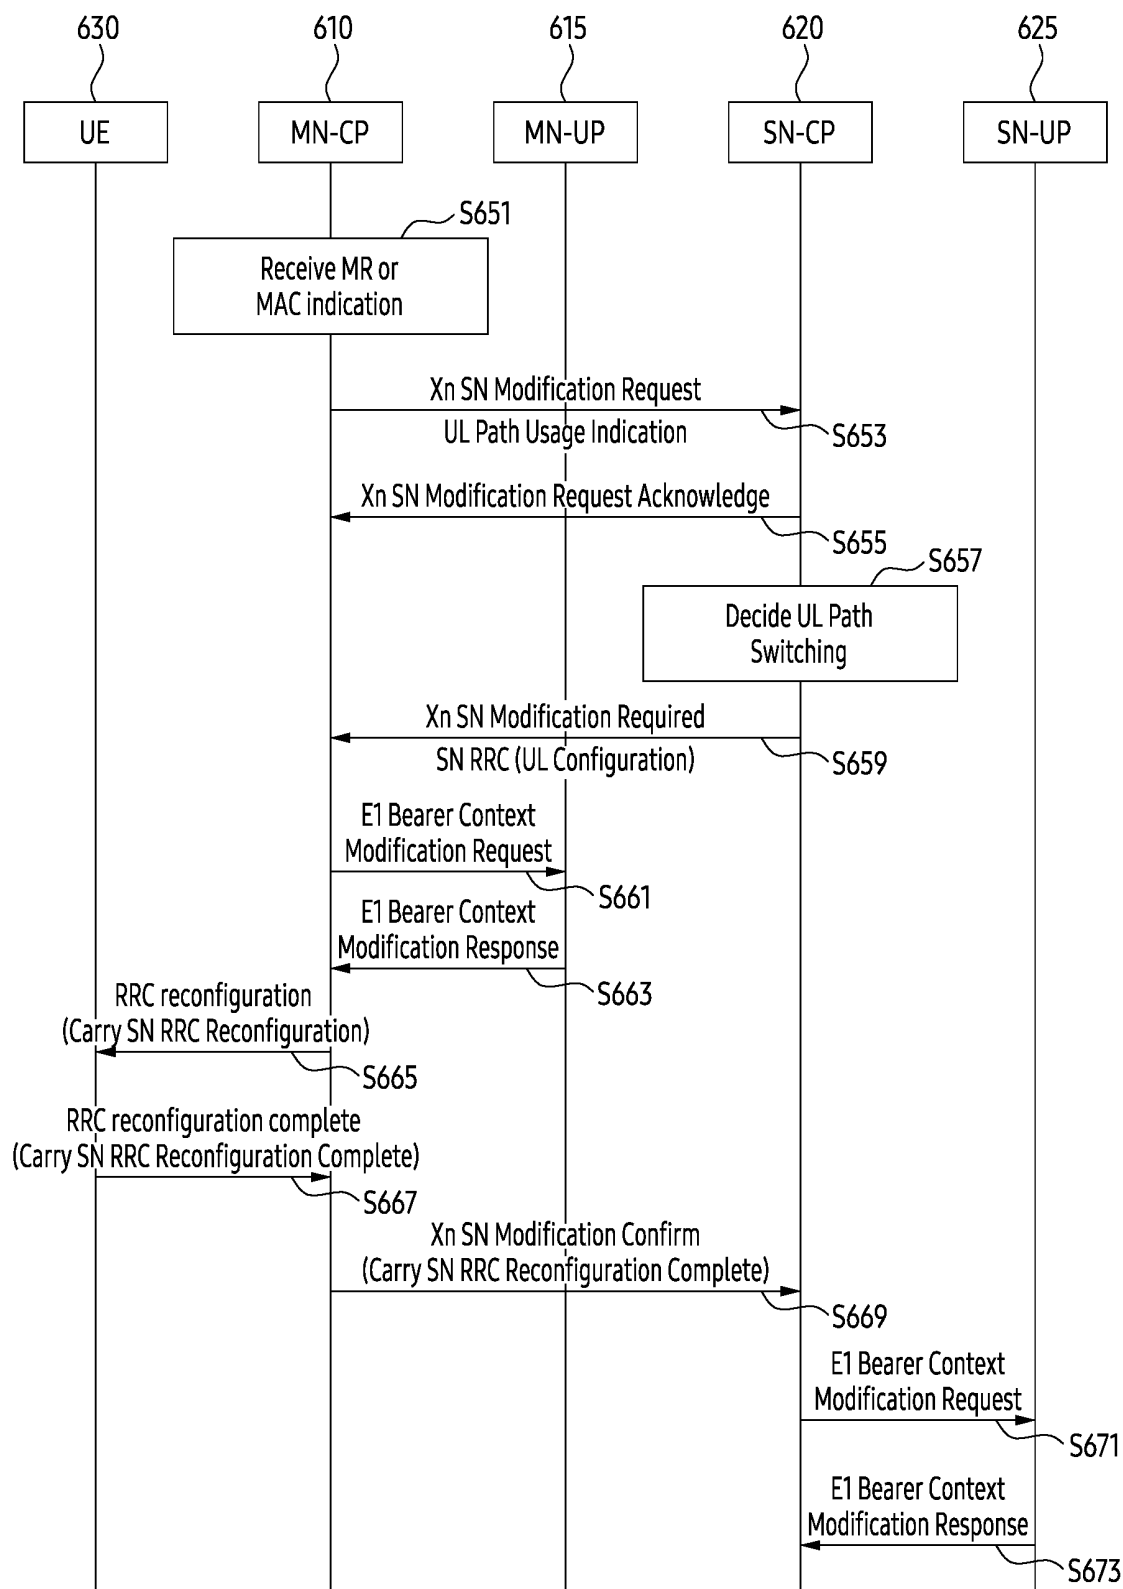 630
610
615
620
625
UE
MN-CP
MN-UP
SN-CP
SN-UP
S651
Receive MR or
MAC indication
Xn SN Modification Request
UL Path Usage Indication
S653
Xn SN Modification Request Acknowledge
S655
S657
Decide UL Path
Switching
Xn SN Modification Required
SN RRC (UL Configuration)
S659
E1 Bearer Context
Modification Request
S661
E1 Bearer Context
Modification Response
S663
RRC reconfiguration
(Carry SN RRC Reconfiguration)
S665
RRC reconfiguration complete
(Carry SN RRC Reconfiguration Complete)
S667
Xn SN Modification Confirm
(Carry SN RRC Reconfiguration Complete)
S669
E1 Bearer Context
Modification Request
S671
E1 Bearer Context
Modification Response
S673